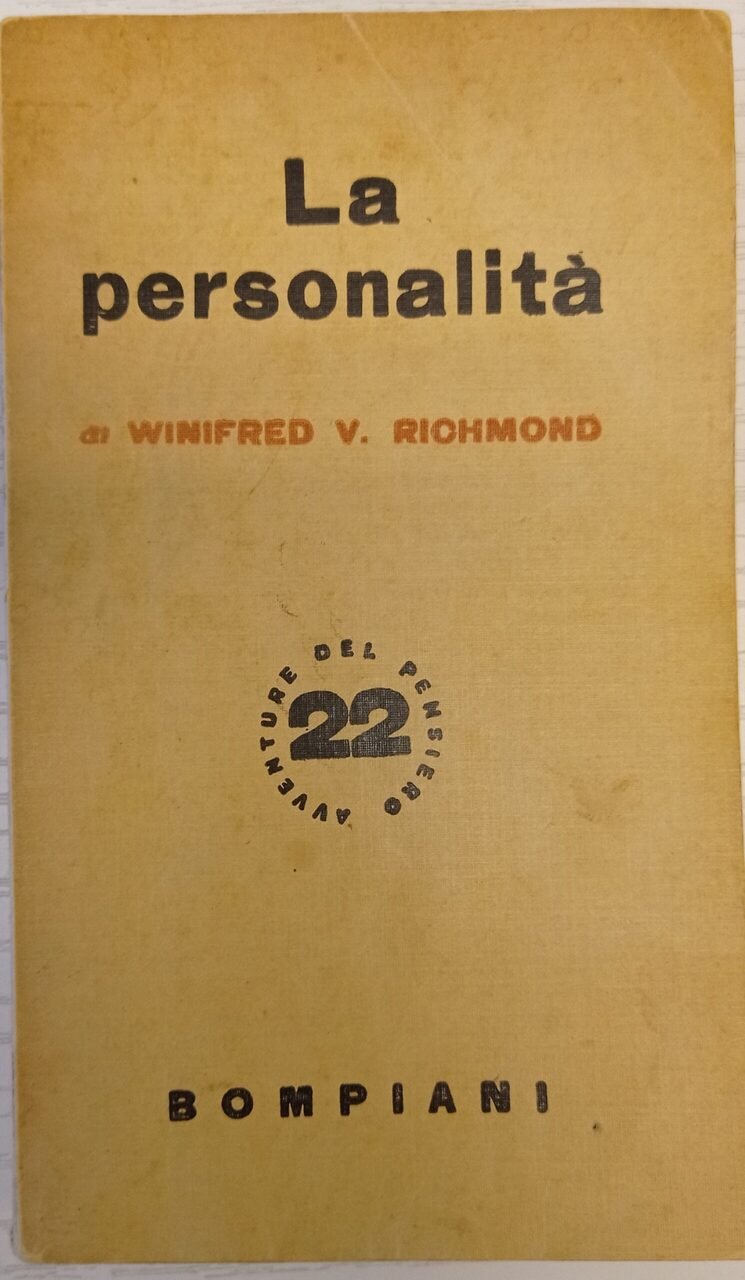 La
personalità
di WINIFRED V. RICHMOND
AVVENTURE DEL PENSIERO
22
BOMPIANI